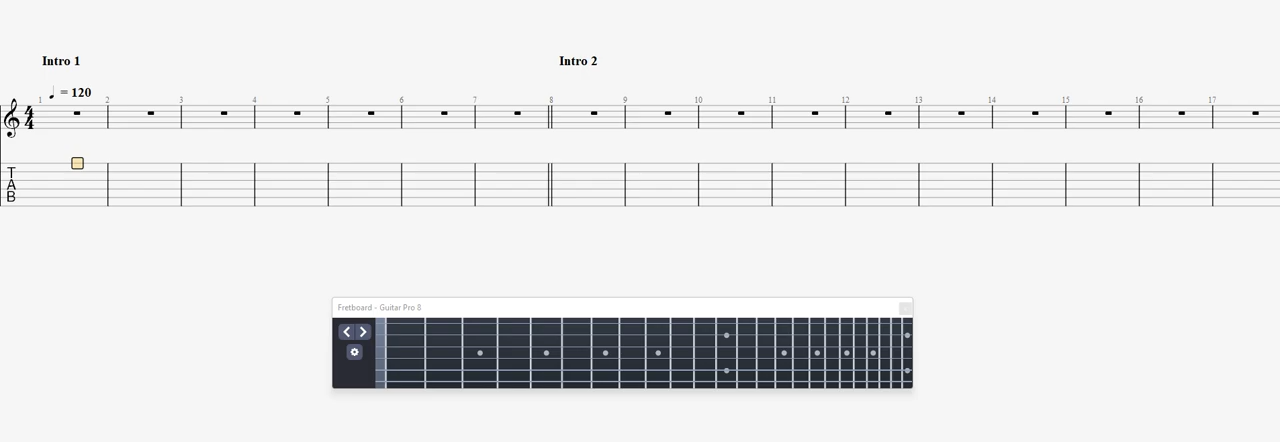 Intro 1
Intro 2
♩ = 120
1 2 3 4 5 6 7 8 9 10 11 12 13 14 15 16 17
4
4
T
A
B
Fretboard - Guitar Pro 8